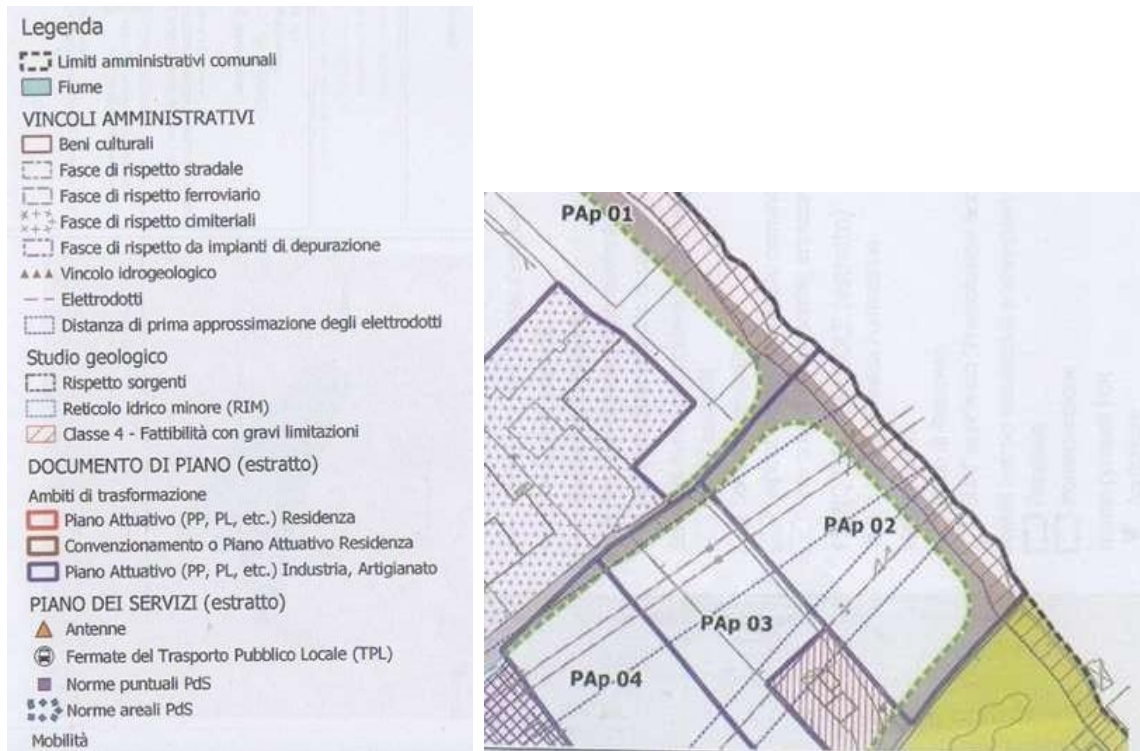 Legenda
Limiti amministrativi comunali
Fiume
VINCOLI AMMINISTRATIVI
Beni culturali
Fasce di rispetto stradale
Fasce di rispetto ferroviario
Fasce di rispetto cimiteriali
Fasce di rispetto da impianti di depurazione
Vincolo idrogeologico
Elettrodotti
Distanza di prima approssimazione degli elettrodotti
Studio geologico
Rispetto sorgenti
Reticolo idrico minore (RIM)
Classe 4 - Fattibilità con gravi limitazioni
DOCUMENTO DI PIANO (estratto)
Ambiti di trasformazione
Piano Attuativo (PP, PL, etc.) Residenza
Convenzionamento o Piano Attuativo Residenza
Piano Attuativo (PP, PL, etc.) Industria, Artigianato
PIANO DEI SERVIZI (estratto)
Antenne
Fermate del Trasporto Pubblico Locale (TPL)
Norme puntuali PdS
Norme areali PdS
Mobilità
PAp 01
PAp 02
PAp 03
PAp 04